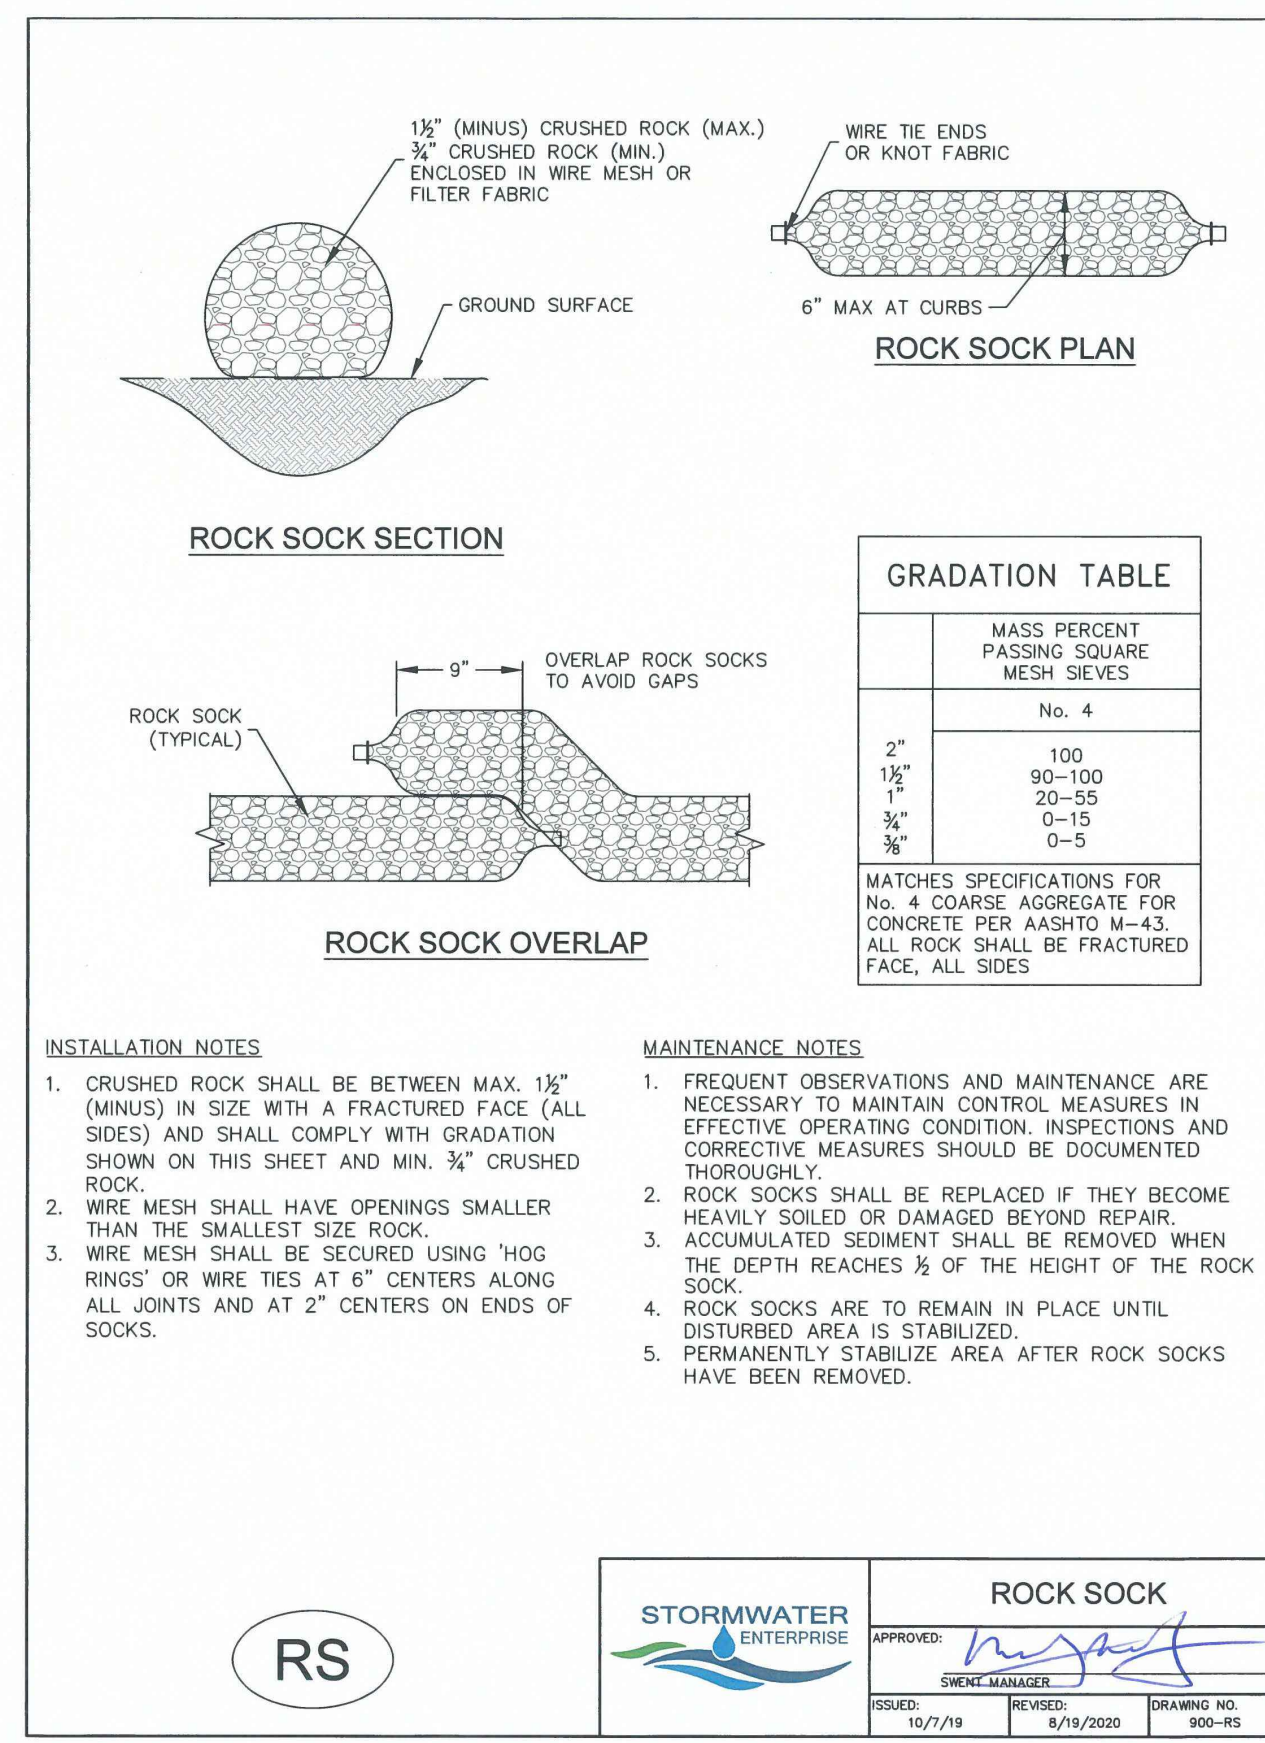 1½" (MINUS) CRUSHED ROCK (MAX.)
¾" CRUSHED ROCK (MIN.)
ENCLOSED IN WIRE MESH OR
FILTER FABRIC
GROUND SURFACE
ROCK SOCK SECTION
WIRE TIE ENDS
OR KNOT FABRIC
6" MAX AT CURBS
ROCK SOCK PLAN
9"
OVERLAP ROCK SOCKS
TO AVOID GAPS
ROCK SOCK
(TYPICAL)
ROCK SOCK OVERLAP
GRADATION TABLE
MASS PERCENT
PASSING SQUARE
MESH SIEVES
No. 4
2" 100
1½" 90–100
1" 20–55
¾" 0–15
⅜" 0–5
MATCHES SPECIFICATIONS FOR
No. 4 COARSE AGGREGATE FOR
CONCRETE PER AASHTO M–43.
ALL ROCK SHALL BE FRACTURED
FACE, ALL SIDES
INSTALLATION NOTES
1. CRUSHED ROCK SHALL BE BETWEEN MAX. 1½"
(MINUS) IN SIZE WITH A FRACTURED FACE (ALL
SIDES) AND SHALL COMPLY WITH GRADATION
SHOWN ON THIS SHEET AND MIN. ¾" CRUSHED
ROCK.
2. WIRE MESH SHALL HAVE OPENINGS SMALLER
THAN THE SMALLEST SIZE ROCK.
3. WIRE MESH SHALL BE SECURED USING 'HOG
RINGS' OR WIRE TIES AT 6" CENTERS ALONG
ALL JOINTS AND AT 2" CENTERS ON ENDS OF
SOCKS.
MAINTENANCE NOTES
1. FREQUENT OBSERVATIONS AND MAINTENANCE ARE
NECESSARY TO MAINTAIN CONTROL MEASURES IN
EFFECTIVE OPERATING CONDITION. INSPECTIONS AND
CORRECTIVE MEASURES SHOULD BE DOCUMENTED
THOROUGHLY.
2. ROCK SOCKS SHALL BE REPLACED IF THEY BECOME
HEAVILY SOILED OR DAMAGED BEYOND REPAIR.
3. ACCUMULATED SEDIMENT SHALL BE REMOVED WHEN
THE DEPTH REACHES ½ OF THE HEIGHT OF THE ROCK
SOCK.
4. ROCK SOCKS ARE TO REMAIN IN PLACE UNTIL
DISTURBED AREA IS STABILIZED.
5. PERMANENTLY STABILIZE AREA AFTER ROCK SOCKS
HAVE BEEN REMOVED.
RS
STORMWATER
ENTERPRISE
ROCK SOCK
APPROVED:
SWENT MANAGER
ISSUED:
10/7/19
REVISED:
8/19/2020
DRAWING NO.
900–RS